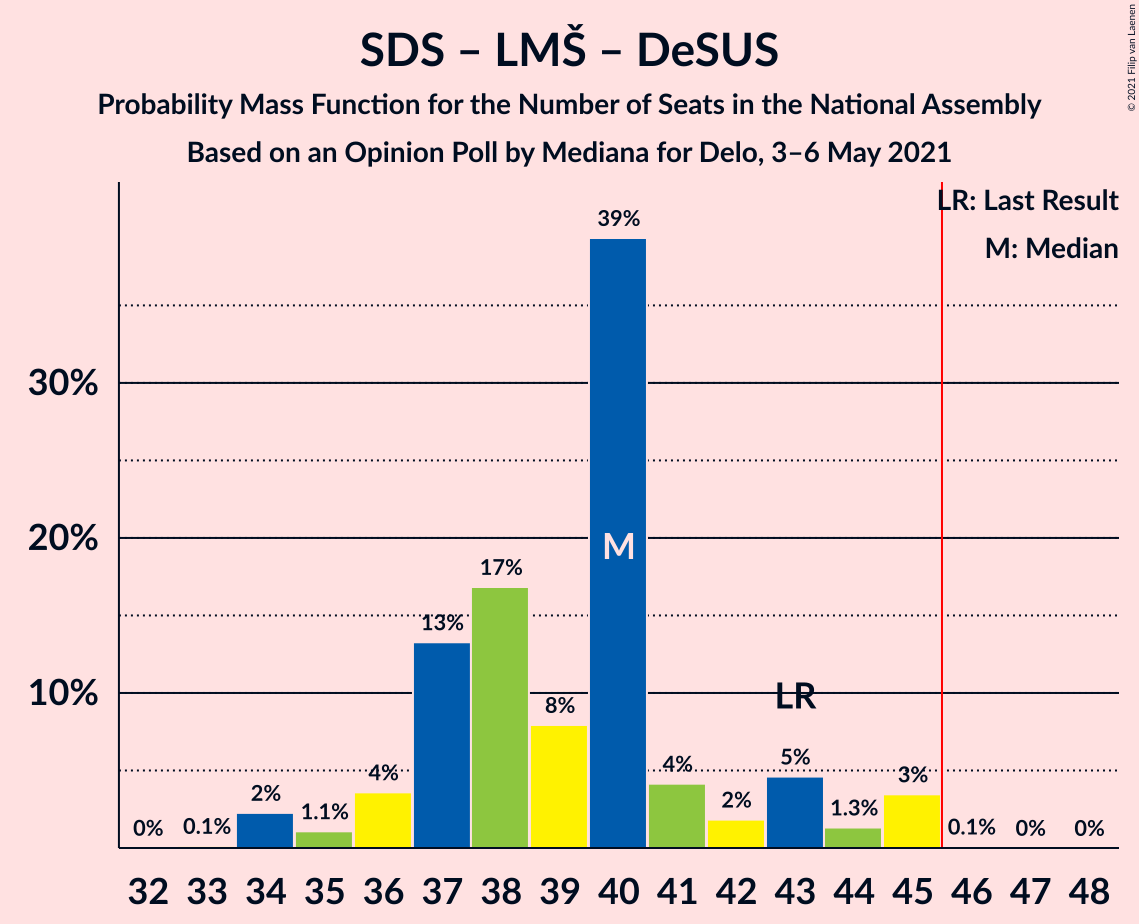 SDS – LMŠ – DeSUS
Probability Mass Function for the Number of Seats in the National Assembly
Based on an Opinion Poll by Mediana for Delo, 3–6 May 2021
© 2021 Filip van Laenen
LR: Last Result
M: Median
39%
30%
20%
M
17%
13%
10%
LR
8%
5%
4%
4%
3%
2%
2%
1.1%
1.3%
0%
0.1%
0.1%
0%
0%
32 33 34 35 36 37 38 39 40 41 42 43 44 45 46 47 48